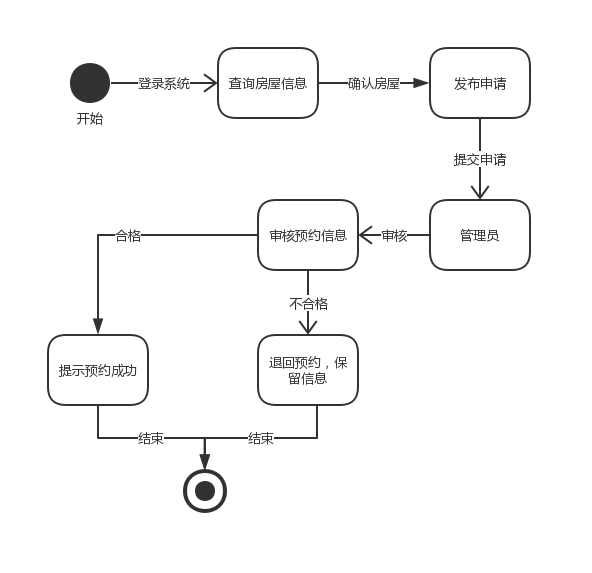 登录系统
查询房屋信息
确认房屋
发布申请
开始
提交申请
合格
审核预约信息
审核
管理员
不合格
提示预约成功
退回预约，保
留信息
结束
结束